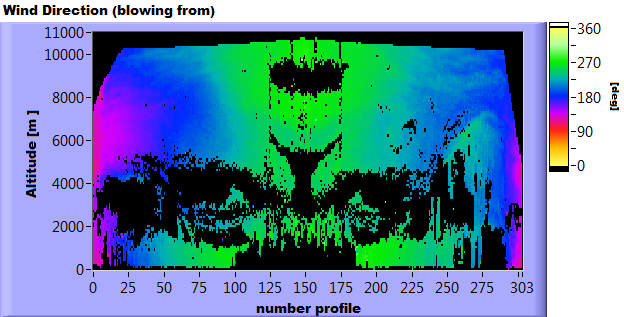 Wind Direction (blowing from)
11000
10000
8000
6000
4000
2000
0
Altitude [m ]
0 25 50 75 100 125 150 175 200 225 250 275 303
number profile
360
270
180
90
0
[deg]